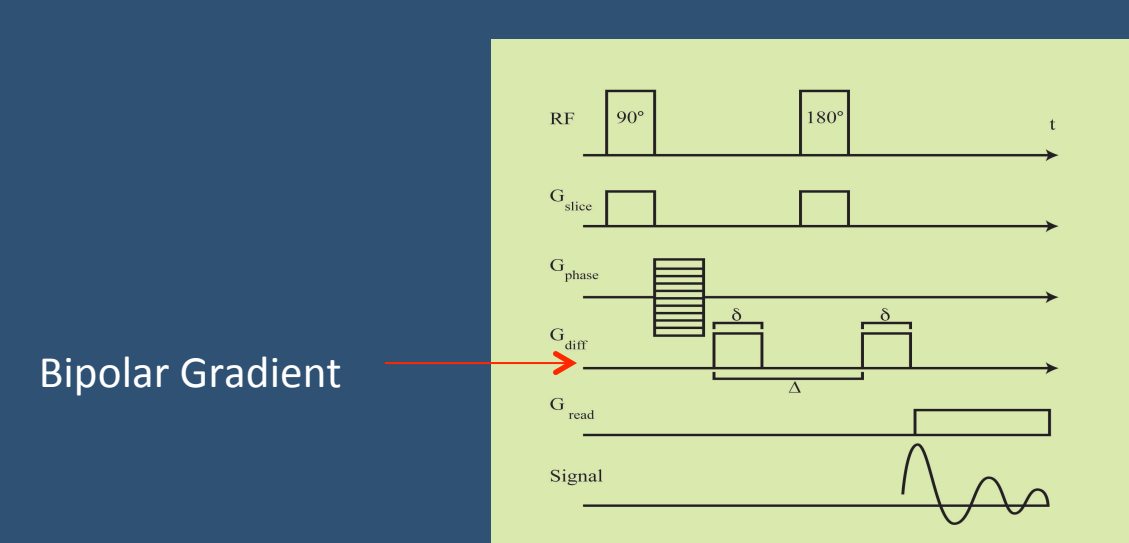 RF 90° 180° t
G slice
G phase
δ δ
G diff
Bipolar Gradient
Δ
G read
Signal